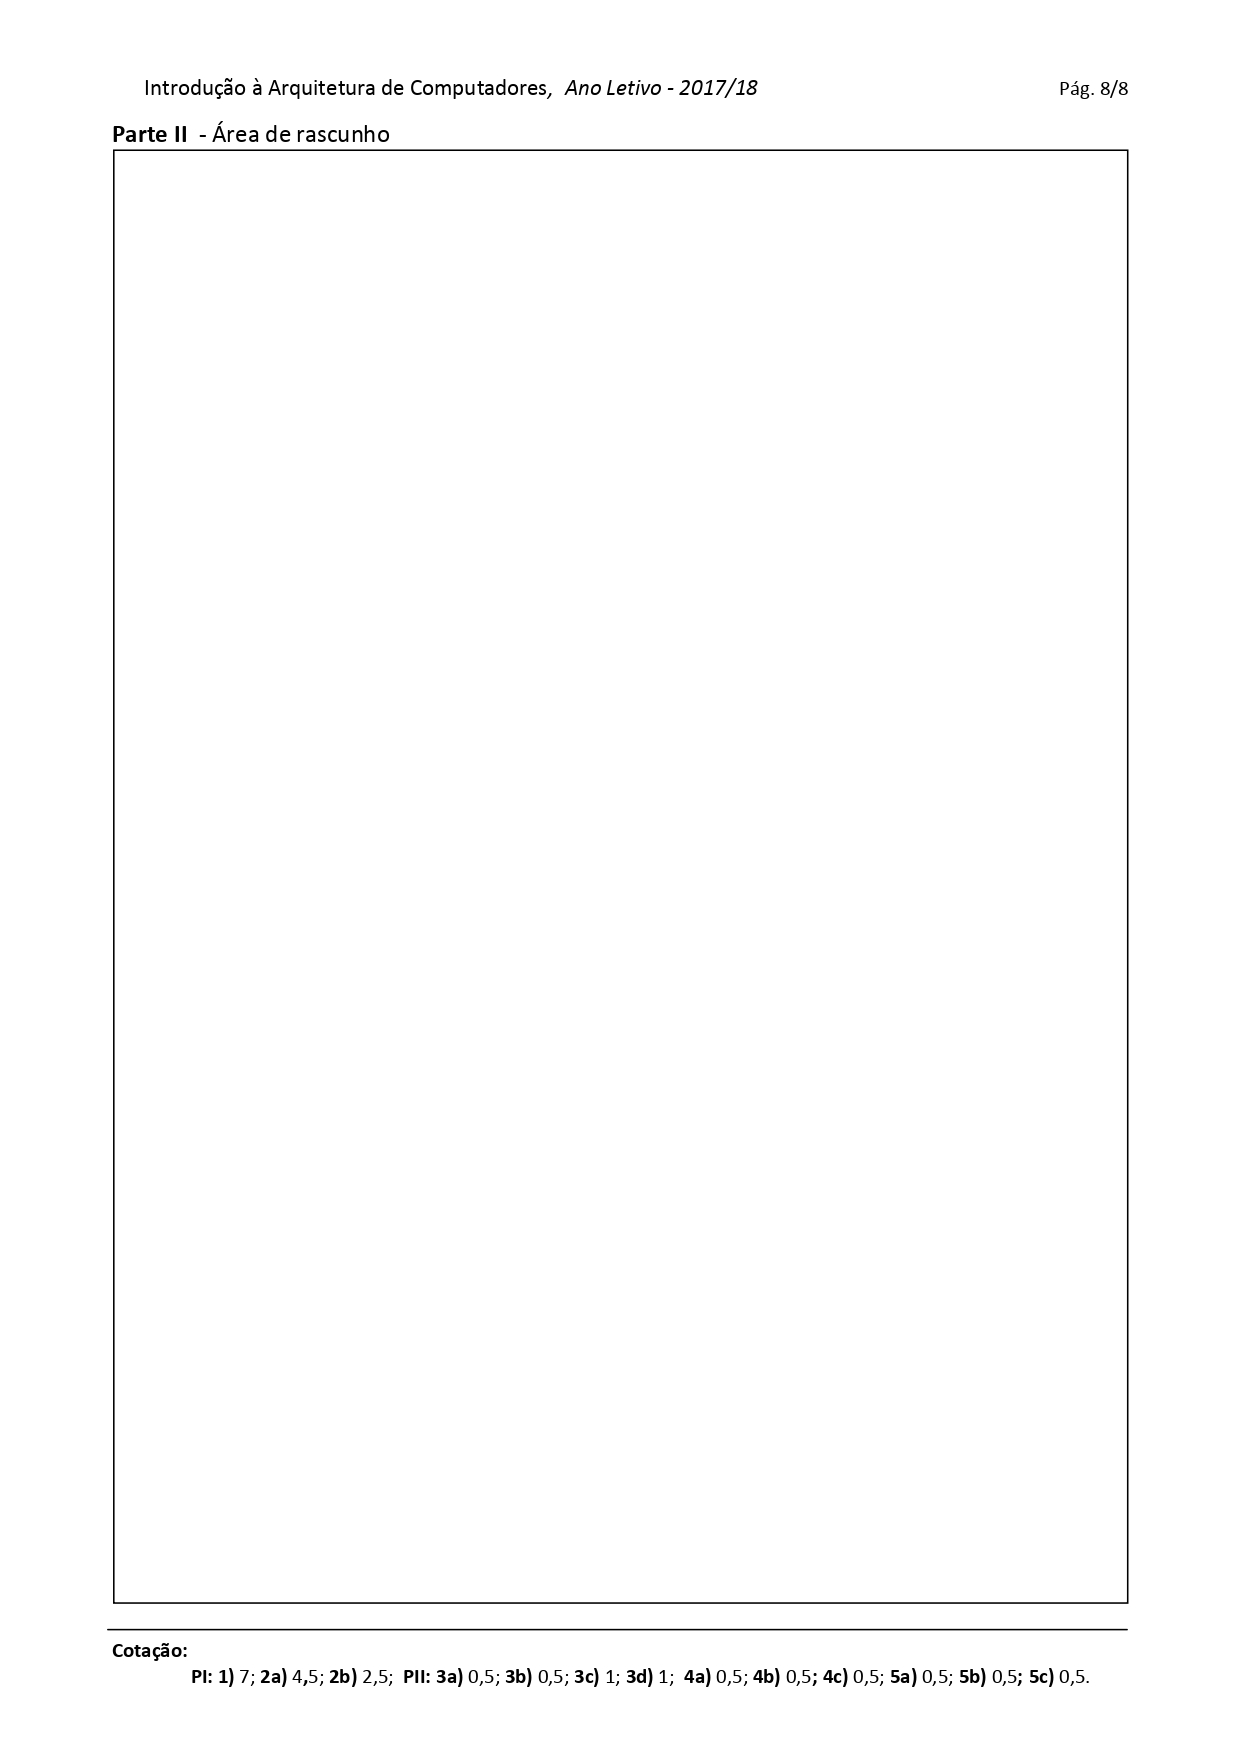 Introdução à Arquitetura de Computadores, Ano Letivo - 2017/18 Pág. 8/8
Parte II - Área de rascunho
Cotação:
PI: 1) 7; 2a) 4,5; 2b) 2,5; PII: 3a) 0,5; 3b) 0,5; 3c) 1; 3d) 1; 4a) 0,5; 4b) 0,5; 4c) 0,5; 5a) 0,5; 5b) 0,5; 5c) 0,5.